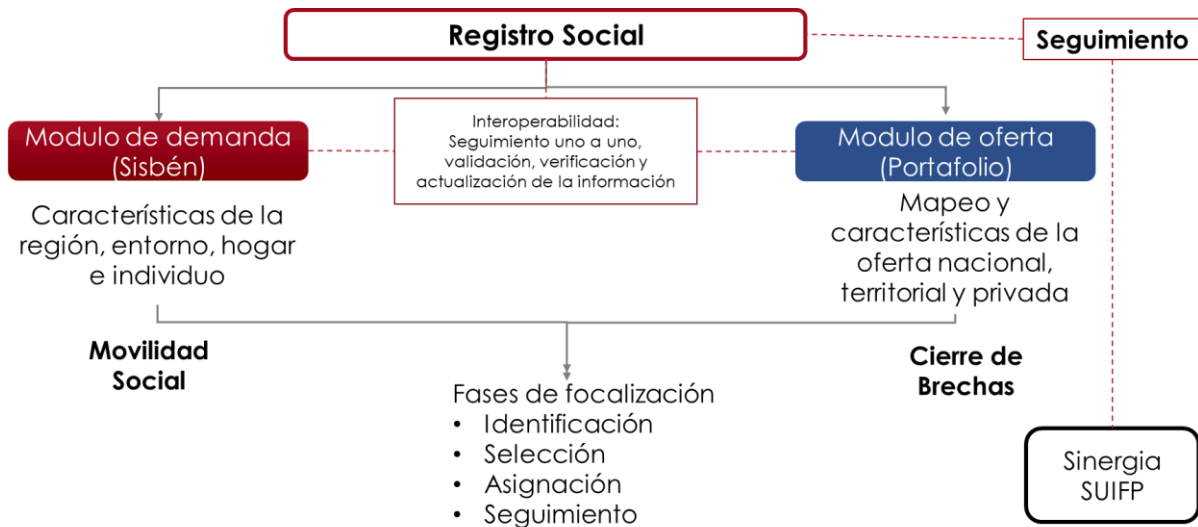 Registro Social
Seguimiento
Modulo de demanda
(Sisbén)
Interoperabilidad:
Seguimiento uno a uno,
validación, verificación y
actualización de la información
Modulo de oferta
(Portafolio)
Características de la
región, entorno, hogar
e individuo
Mapeo y
características de la
oferta nacional,
territorial y privada
Movilidad
Social
Cierre de
Brechas
Fases de focalización
• Identificación
• Selección
• Asignación
• Seguimiento
Sinergia
SUIFP